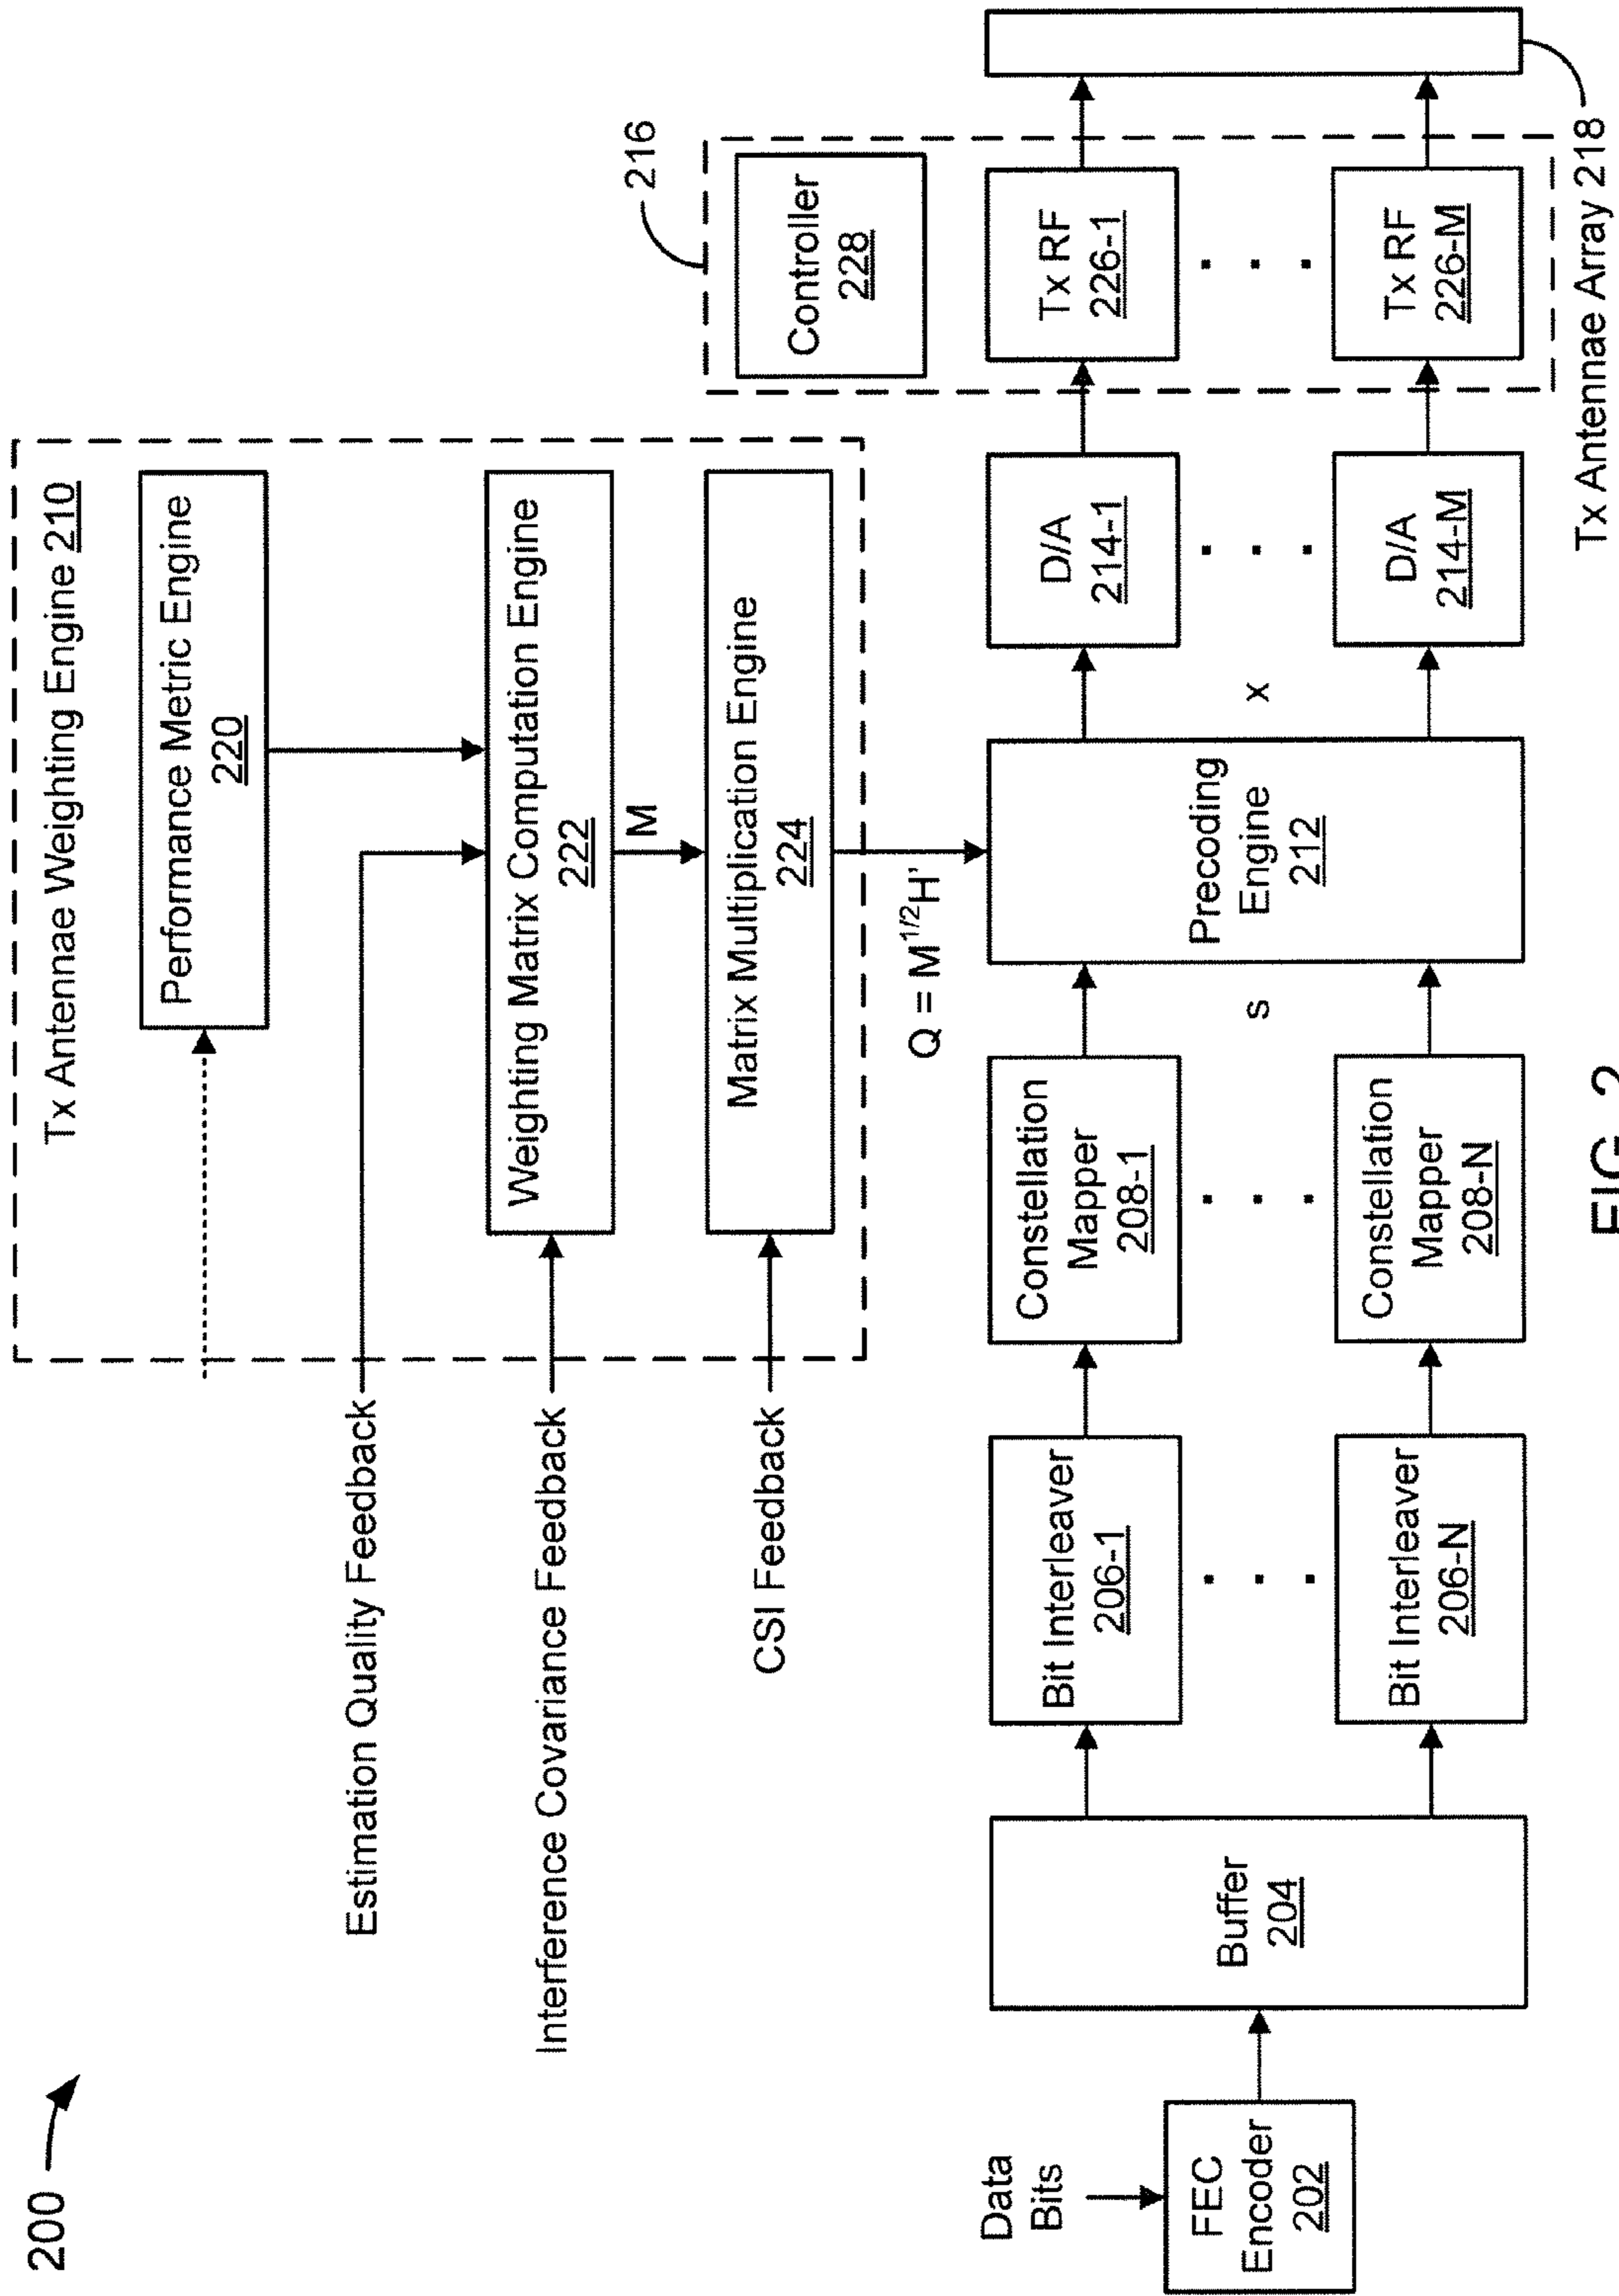 200
Tx Antennae Weighting Engine 210
Performance Metric Engine
220
Estimation Quality Feedback
Weighting Matrix Computation Engine
222
Interference Covariance Feedback
M
Matrix Multiplication Engine
224
CSI Feedback
Q = M^1/2H'
216
Controller
228
Data
Bits
FEC
Encoder
202
Buffer
204
Bit Interleaver
206-1
Bit Interleaver
206-N
Constellation
Mapper
208-1
Constellation
Mapper
208-N
s
Precoding
Engine
212
x
D/A
214-1
D/A
214-M
Tx RF
226-1
Tx RF
226-M
Tx Antennae Array 218
FIG. 2